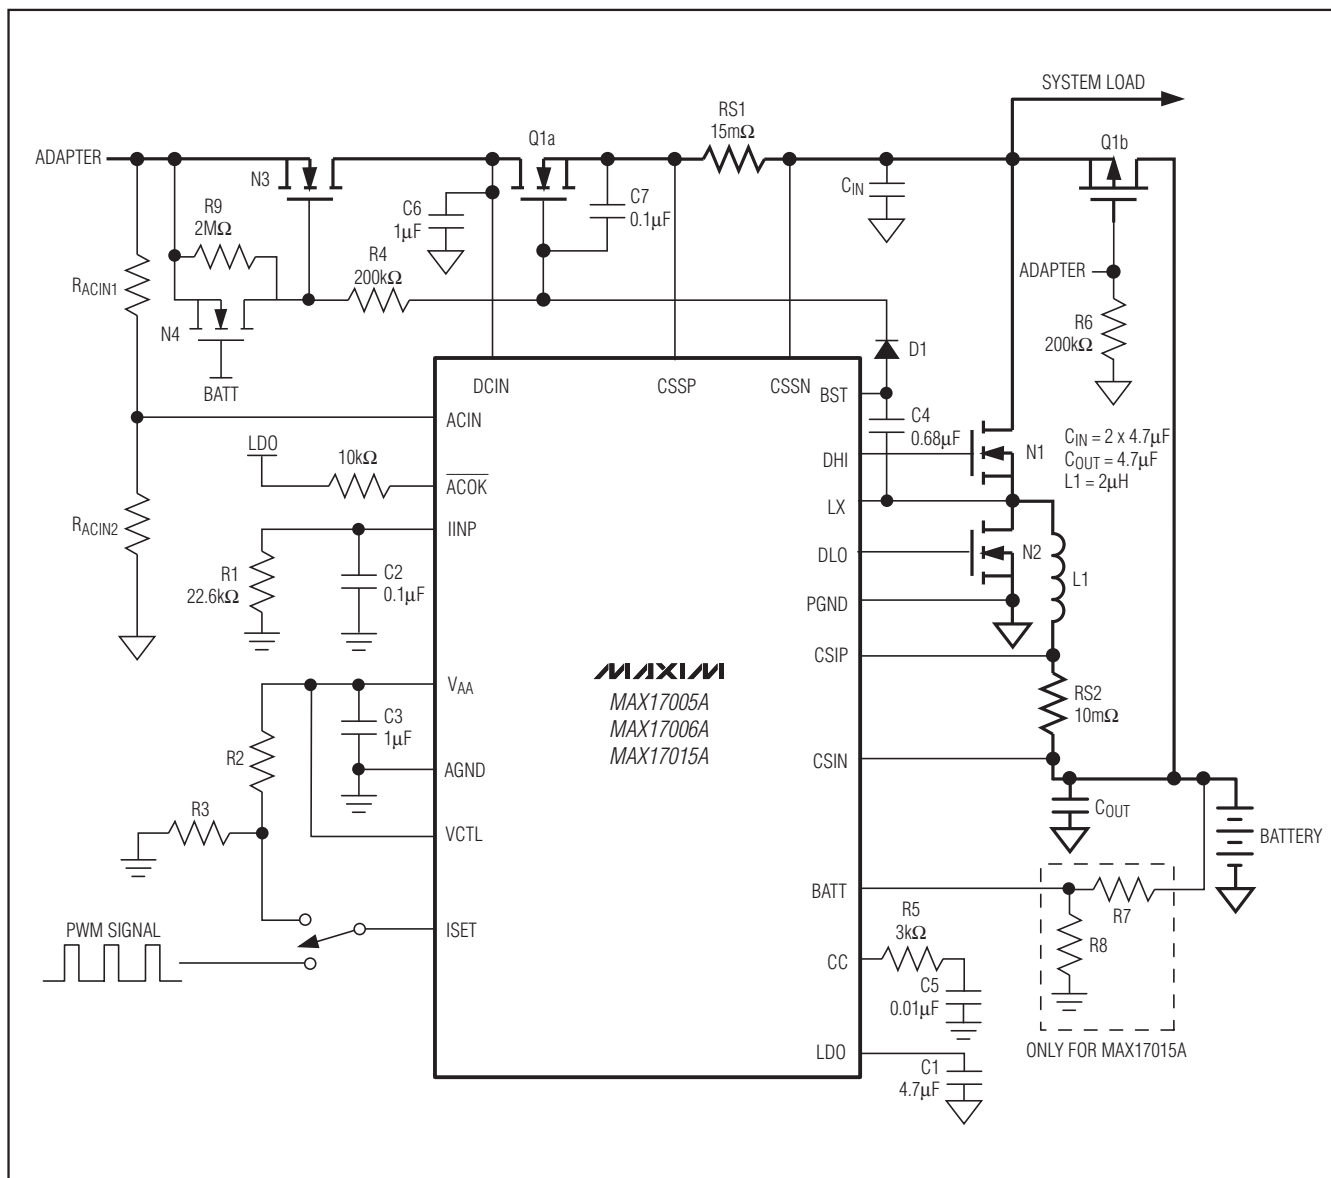 SYSTEM LOAD
RS1
15mΩ
Q1a
Q1b
ADAPTER
N3
C7
0.1µF
CIN
R9
2MΩ
C6
1µF
R4
200kΩ
ADAPTER
RACIN1
N4
R6
200kΩ
D1
BATT
DCIN
CSSP
CSSN
BST
ACIN
C4
0.68µF
CIN = 2 x 4.7µF
COUT = 4.7µF
L1 = 2µH
LDO
10kΩ
DHI
N1
ACOK
LX
RACIN2
IINP
DLO
N2
R1
22.6kΩ
C2
0.1µF
L1
PGND
CSIP
MAXIM
MAX17005A
MAX17006A
MAX17015A
VAA
RS2
10mΩ
C3
1µF
R2
CSIN
AGND
R3
COUT
VCTL
BATTERY
BATT
R7
R5
3kΩ
PWM SIGNAL
ISET
R8
CC
C5
0.01µF
LDO
ONLY FOR MAX17015A
C1
4.7µF